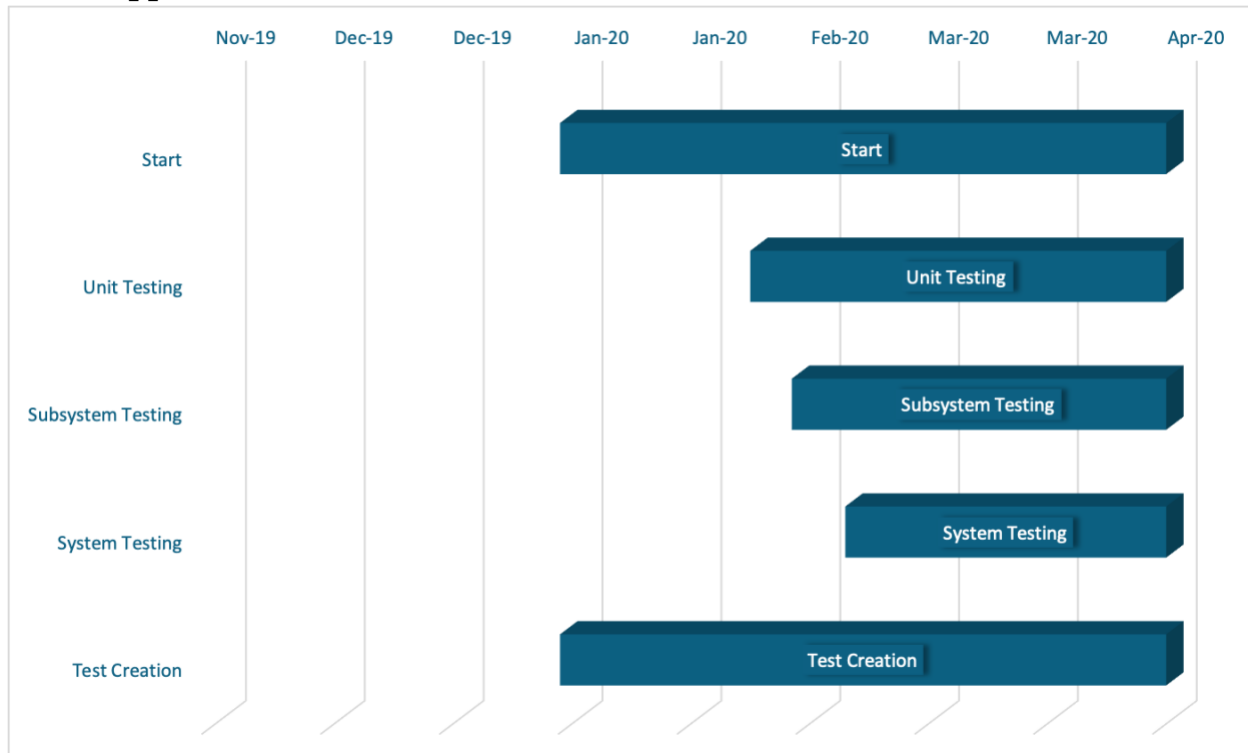 Nov-19 Dec-19 Dec-19 Jan-20 Jan-20 Feb-20 Mar-20 Mar-20 Apr-20
Start Start
Unit Testing Unit Testing
Subsystem Testing Subsystem Testing
System Testing System Testing
Test Creation Test Creation